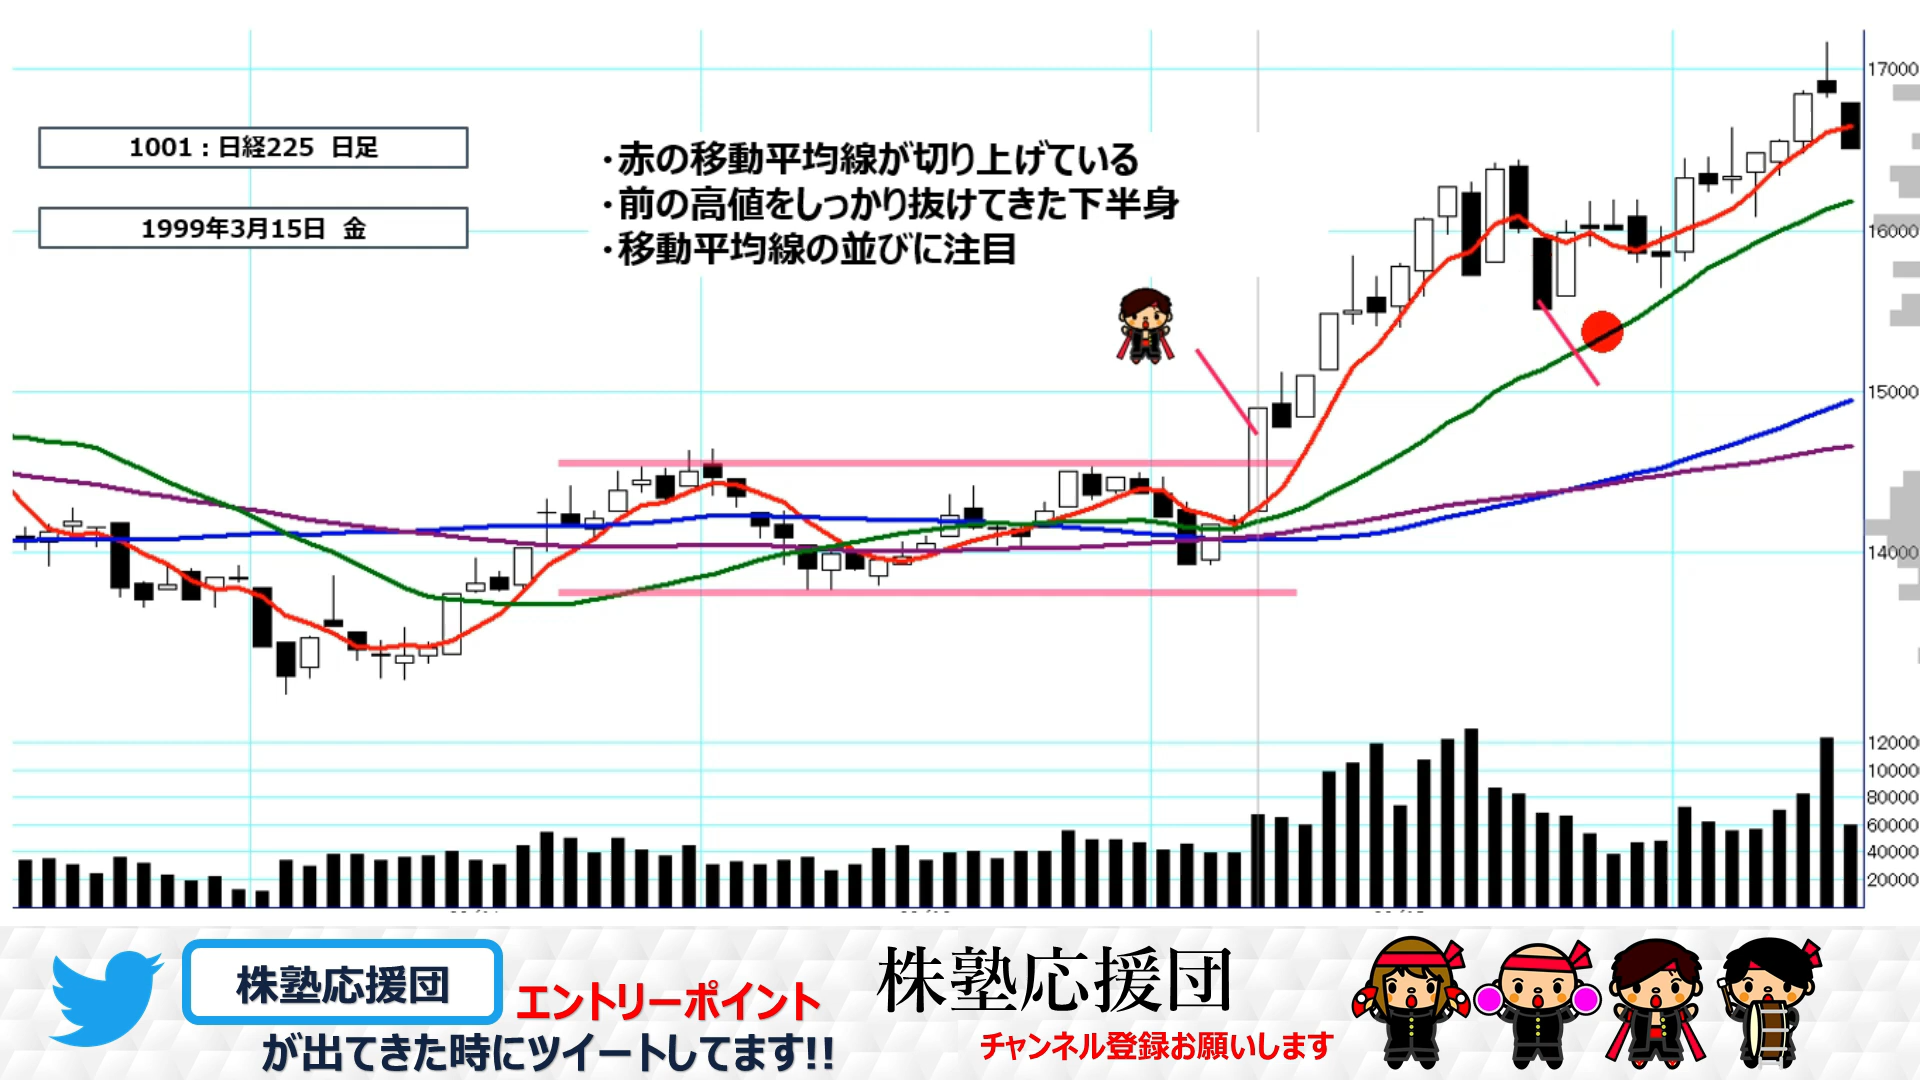 1001：日経225 日足
1999年3月15日 金
・赤の移動平均線が切り上げている
・前の高値をしっかり抜けてきた下半身
・移動平均線の並びに注目
17000
16000
15000
14000
12000
10000
80000
60000
40000
20000
株塾応援団
エントリーポイント
が出てきた時にツイートしてます!!
株塾応援団
チャンネル登録お願いします